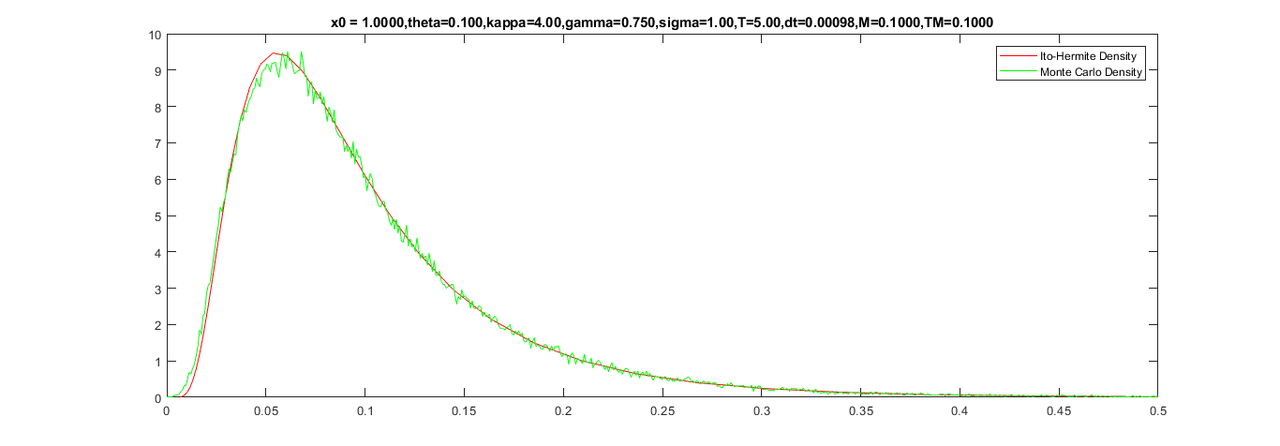 x0 = 1.0000,theta=0.100,kappa=4.00,gamma=0.750,sigma=1.00,T=5.00,dt=0.00098,M=0.1000,TM=0.1000
10
Ito-Hermite Density
Monte Carlo Density
9
8
7
6
5
4
3
2
1
0
0 0.05 0.1 0.15 0.2 0.25 0.3 0.35 0.4 0.45 0.5